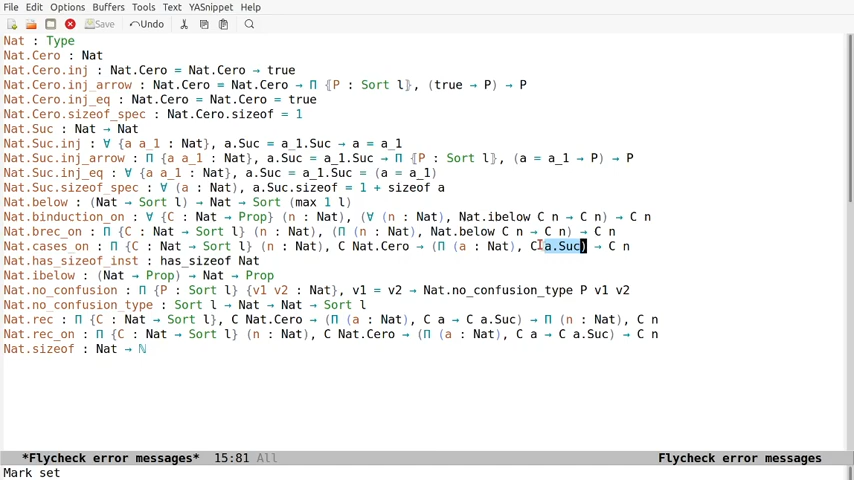 File Edit Options Buffers Tools Text YASnippet Help
Save Undo
Nat : Type
Nat.Cero : Nat
Nat.Cero.inj : Nat.Cero = Nat.Cero → true
Nat.Cero.inj_arrow : Nat.Cero = Nat.Cero → Π ⦃P : Sort l⦄, (true → P) → P
Nat.Cero.inj_eq : Nat.Cero = Nat.Cero = true
Nat.Cero.sizeof_spec : Nat.Cero.sizeof = 1
Nat.Suc : Nat → Nat
Nat.Suc.inj : ∀ {a a_1 : Nat}, a.Suc = a_1.Suc → a = a_1
Nat.Suc.inj_arrow : Π {a a_1 : Nat}, a.Suc = a_1.Suc → Π ⦃P : Sort l⦄, (a = a_1 → P) → P
Nat.Suc.inj_eq : ∀ {a a_1 : Nat}, a.Suc = a_1.Suc = (a = a_1)
Nat.Suc.sizeof_spec : ∀ (a : Nat), a.Suc.sizeof = 1 + sizeof a
Nat.below : (Nat → Sort l) → Nat → Sort (max 1 l)
Nat.binduction_on : ∀ {C : Nat → Prop} (n : Nat), (∀ (n : Nat), Nat.ibelow C n → C n) → C n
Nat.brec_on : Π {C : Nat → Sort l} (n : Nat), (Π (n : Nat), Nat.below C n → C n) → C n
Nat.cases_on : Π {C : Nat → Sort l} (n : Nat), C Nat.Cero → (Π (a : Nat), C a.Suc) → C n
Nat.has_sizeof_inst : has_sizeof Nat
Nat.ibelow : (Nat → Prop) → Nat → Prop
Nat.no_confusion : Π {P : Sort l} {v1 v2 : Nat}, v1 = v2 → Nat.no_confusion_type P v1 v2
Nat.no_confusion_type : Sort l → Nat → Nat → Sort l
Nat.rec : Π {C : Nat → Sort l}, C Nat.Cero → (Π (a : Nat), C a → C a.Suc) → Π (n : Nat), C n
Nat.rec_on : Π {C : Nat → Sort l} (n : Nat), C Nat.Cero → (Π (a : Nat), C a → C a.Suc) → C n
Nat.sizeof : Nat → ℕ
*Flycheck error messages* 15:81 All Flycheck error messages
Mark set